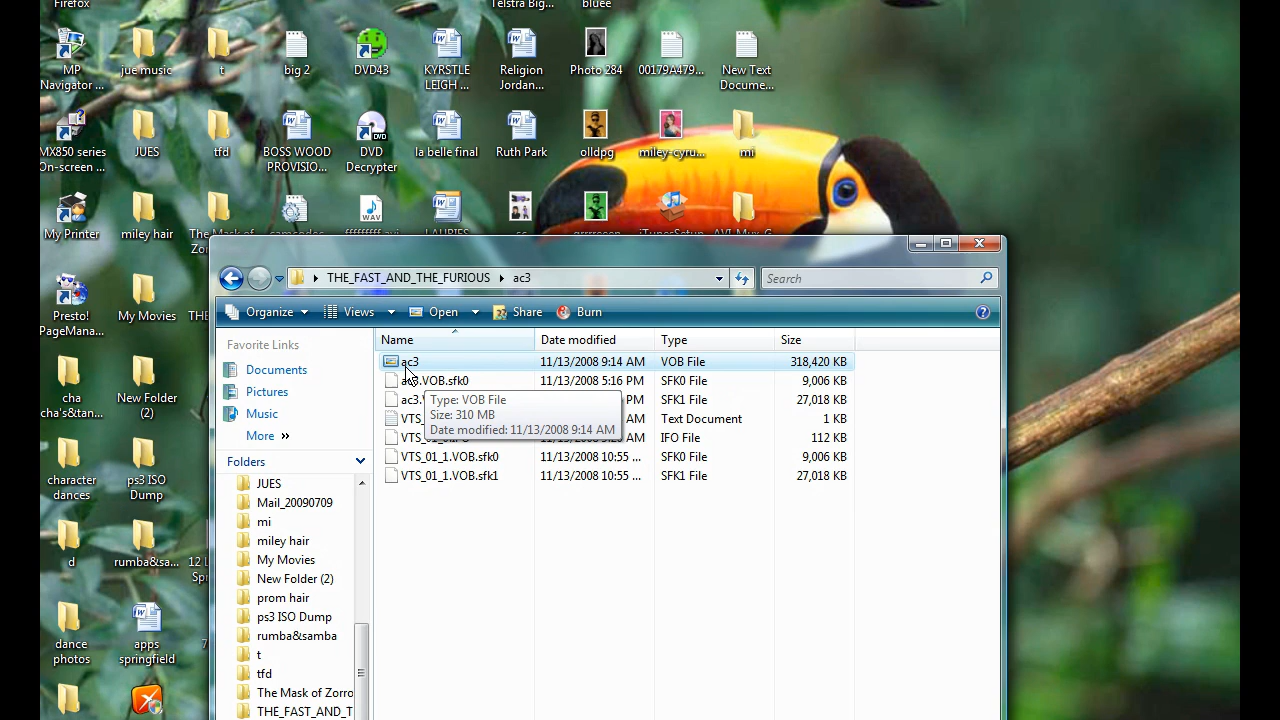 Firefox
Telstra Big...
bluee
MP
Navigator ...
jue music
t
big 2
DVD43
KYRSTLE
LEIGH ...
Religion
Jordan...
Photo 284
00179A479...
New Text
Docume...
MX850 series
On-screen ...
JUES
tfd
BOSS WOOD
PROVISIO...
DVD
DVD
Decrypter
la belle final
Ruth Park
olldpg
miley-cyru...
mi
My Printer
miley hair
The Mask of
Zor
camcodec
WAV
ffffffffff.avi
LAURIES
grrrreeen
iTunesSetup
AVI-Mux G
Presto!
PageMana...
My Movies
THE
cha
cha's&tan...
New Folder
(2)
character
dances
ps3 ISO
Dump
d
rumba&sa...
12 L
Spr
dance
photos
apps
springfield
7
THE_FAST_AND_THE_FURIOUS
ac3
Search
Organize
Views
Open
Share
Burn
Favorite Links
Documents
Pictures
Music
More »
Folders
JUES
Mail_20090709
mi
miley hair
My Movies
New Folder (2)
prom hair
ps3 ISO Dump
rumba&samba
t
tfd
The Mask of Zorro
THE_FAST_AND_T
Name Date modified Type Size
ac3 11/13/2008 9:14 AM VOB File 318,420 KB
ac3.VOB.sfk0 11/13/2008 5:16 PM SFK0 File 9,006 KB
ac3.V PM SFK1 File 27,018 KB
VTS_ AM Text Document 1 KB
AM IFO File 112 KB
VTS_01_1.VOB.sfk0 11/13/2008 10:55 ... SFK0 File 9,006 KB
VTS_01_1.VOB.sfk1 11/13/2008 10:55 ... SFK1 File 27,018 KB
Type: VOB File
Size: 310 MB
Date modified: 11/13/2008 9:14 AM